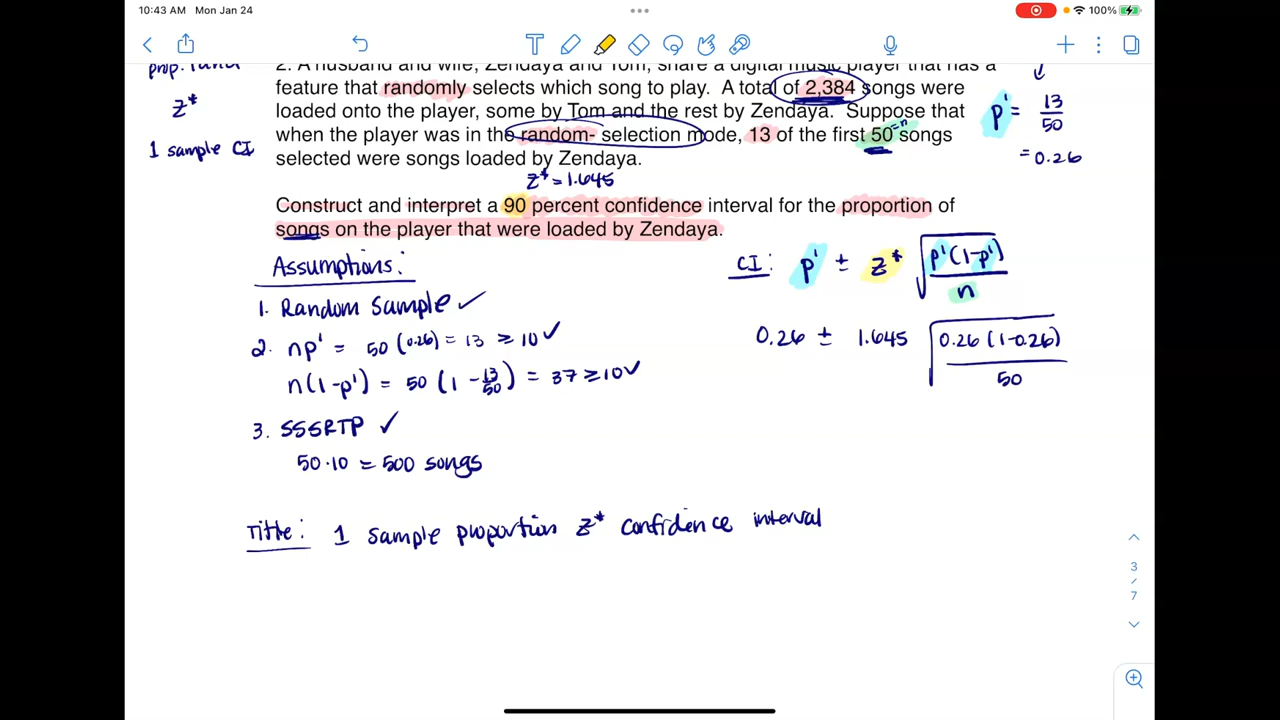 10:43 AM Mon Jan 24
100%
2. A husband and wife, Zendaya and Tom, share a digital music player that has a
feature that randomly selects which song to play. A total of 2,384 songs were
loaded onto the player, some by Tom and the rest by Zendaya. Suppose that
when the player was in the random- selection mode, 13 of the first 50 =n songs
selected were songs loaded by Zendaya.
prop.
z*
1 sample CI
p' = 13/50
= 0.26
z* = 1.645
Construct and interpret a 90 percent confidence interval for the proportion of
songs on the player that were loaded by Zendaya.
Assumptions:
1. Random Sample ✓
2. np' = 50 (0.26) = 13 ≥ 10 ✓
n(1-p') = 50 (1 - 13/50) = 37 ≥ 10 ✓
3. SSSRTP ✓
50·10 = 500 songs
CI: p' ± z* √(p'(1-p')/n)
0.26 ± 1.645 √(0.26 (1-0.26)/50)
Title: 1 sample proportion z* confidence interval
3
/
7